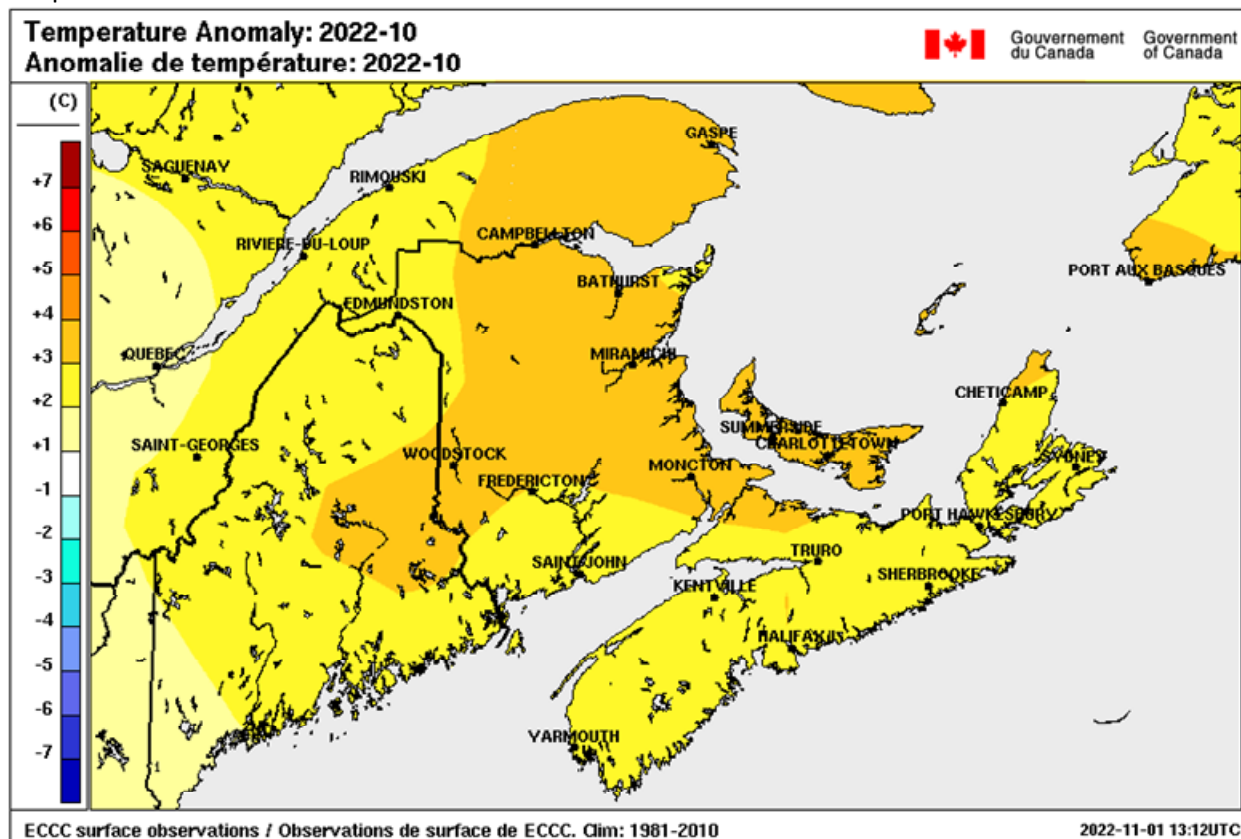 Temperature Anomaly: 2022-10
Anomalie de température: 2022-10
Gouvernement du Canada
Government of Canada
(C)
+7
+6
+5
+4
+3
+2
+1
-1
-2
-3
-4
-5
-6
-7
GASPE
SAGUENAY
RIMOUSKI
CAMPBELLTON
RIVIERE-DU-LOUP
PORT AUX BASQUES
BATHURST
EDMUNDSTON
QUEBEC
MIRAMICHI
CHETICAMP
SUMMERSIDE
CHARLOTTETOWN
SAINT-GEORGES
WOODSTOCK
SYDNEY
MONCTON
FREDERICTON
PORT HAWKESBURY
TRURO
SAINT JOHN
SHERBROOKE
KENTVILLE
HALIFAX
YARMOUTH
ECCC surface observations / Observations de surface de ECCC. Clim: 1981-2010
2022-11-01 13:12UTC